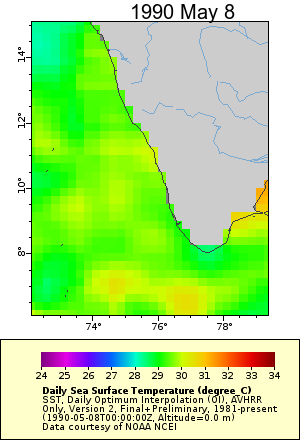 1990 May 8
14°
12°
10°
8°
74° 76° 78°
24 25 26 27 28 29 30 31 32 33 34
Daily Sea Surface Temperature (degree_C)
SST, Daily Optimum Interpolation (OI), AVHRR
Only, Version 2, Final+Preliminary, 1981-present
(1990-05-08T00:00:00Z, Altitude=0.0 m)
Data courtesy of NOAA NCEI